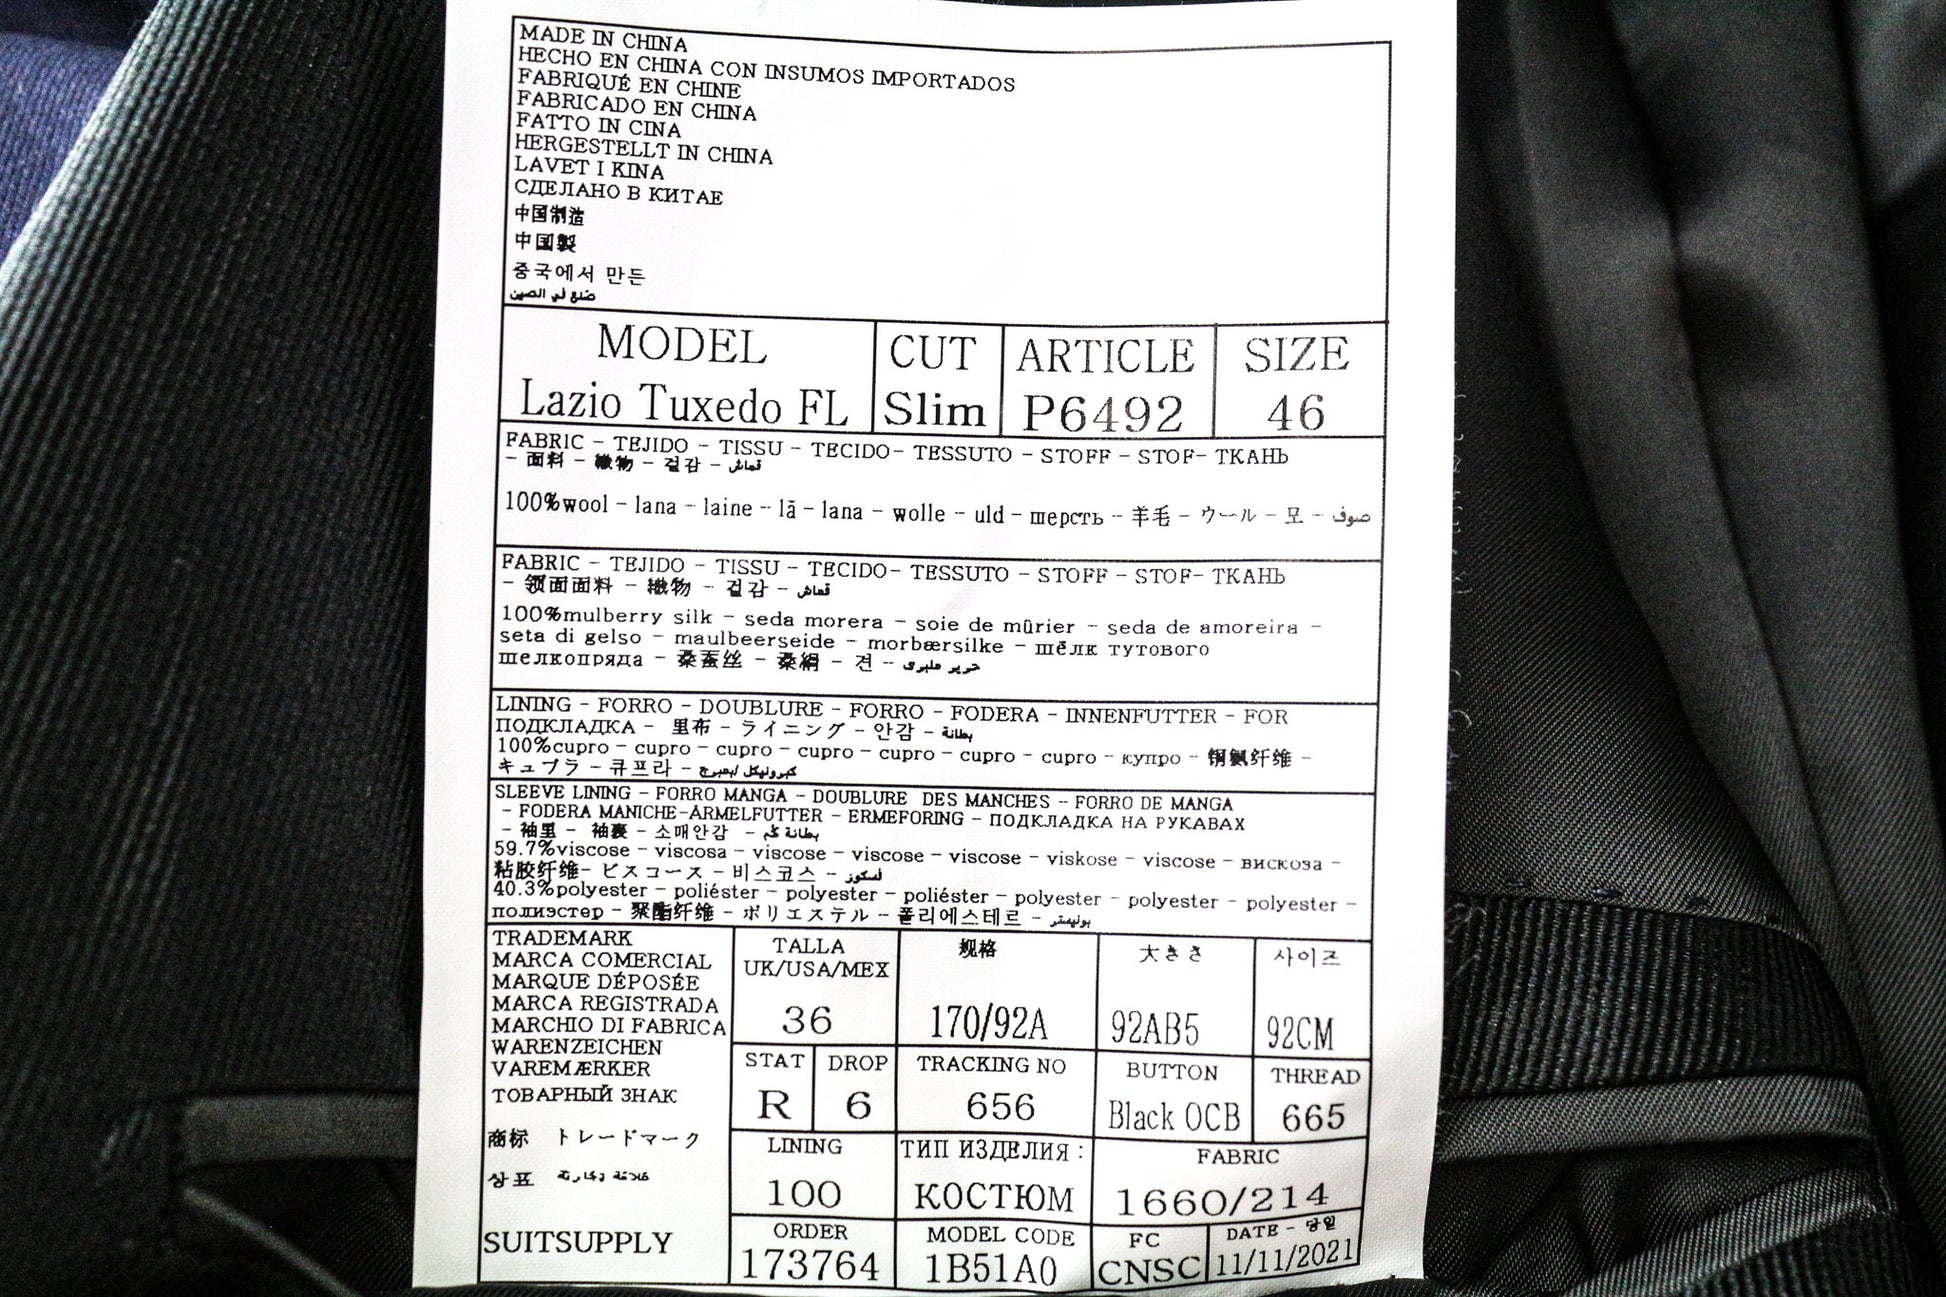 MADE IN CHINA
HECHO EN CHINA CON INSUMOS IMPORTADOS
FABRIQUÉ EN CHINE
FABRICADO EN CHINA
FATTO IN CINA
HERGESTELLT IN CHINA
LAVET I KINA
СДЕЛАНО В КИТАЕ
中国制造
中国製
중국에서 만든
صنع في الصين
MODEL CUT ARTICLE SIZE
Lazio Tuxedo FL Slim P6492 46
FABRIC - TEJIDO - TISSU - TECIDO- TESSUTO - STOFF - STOF- ТКАНЬ
- 面料 - 織物 - 겉감 - قماش
100%wool - lana - laine - lã - lana - wolle - uld - шерсть - 羊毛 - ウール - 모 - صوف
FABRIC - TEJIDO - TISSU - TECIDO- TESSUTO - STOFF - STOF- ТКАНЬ
- 领面面料 - 織物 - 겉감 - قماش
100%mulberry silk - seda morera - soie de mûrier - seda de amoreira -
seta di gelso - maulbeerseide - morbærsilke - шёлк тутового
шелкопряда - 桑蚕丝 - 桑絹 - 견 - حرير ملبري
LINING - FORRO - DOUBLURE - FORRO - FODERA - INNENFUTTER - FOR
ПОДКЛАДКА - 里布 - ライニング - 안감 - بطانة
100%cupro - cupro - cupro - cupro - cupro - cupro - cupro - купро - 铜氨纤维 -
キュプラ - 큐프라 -
SLEEVE LINING - FORRO MANGA - DOUBLURE DES MANCHES - FORRO DE MANGA
- FODERA MANICHE-ÄRMELFUTTER - ERMEFORING - ПОДКЛАДКА НА РУКАВАХ
- 袖里 - 袖裏 - 소매안감 - بطانة كم
59.7%viscose - viscosa - viscose - viscose - viscose - viskose - viscose - вискоза -
粘胶纤维- ビスコース - 비스코스 - فسكوز
40.3%polyester - poliéster - polyester - poliéster - polyester - polyester - polyester -
полиэстер - 聚酯纤维 - ポリエステル - 폴리에스테르 - بوليستر
TRADEMARK
MARCA COMERCIAL
MARQUE DÉPOSÉE
MARCA REGISTRADA
MARCHIO DI FABRICA
WARENZEICHEN
VAREMÆRKER
ТОВАРНЫЙ ЗНАК
商标 トレードマーク
상표 علامة تجارية
SUITSUPPLY
TALLA 规格 大きさ 사이즈
UK/USA/MEX
36 170/92A 92AB5 92CM
STAT DROP TRACKING NO BUTTON THREAD
R 6 656 Black OCB 665
LINING ТИП ИЗДЕЛИЯ : FABRIC
100 КОСТЮМ 1660/214
ORDER MODEL CODE FC DATE - 당일
173764 1B51A0 CNSC 11/11/2021